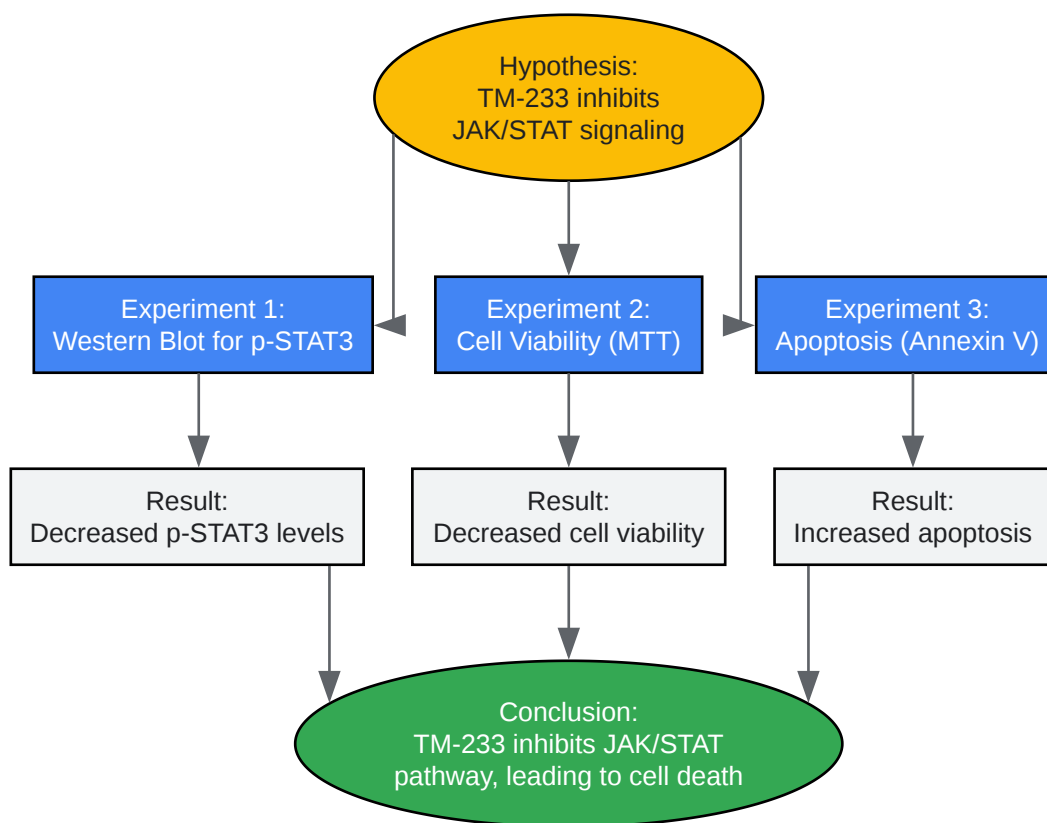 Hypothesis:
TM-233 inhibits
JAK/STAT signaling
Experiment 1:
Western Blot for p-STAT3
Experiment 2:
Cell Viability (MTT)
Experiment 3:
Apoptosis (Annexin V)
Result:
Decreased p-STAT3 levels
Result:
Decreased cell viability
Result:
Increased apoptosis
Conclusion:
TM-233 inhibits JAK/STAT
pathway, leading to cell death